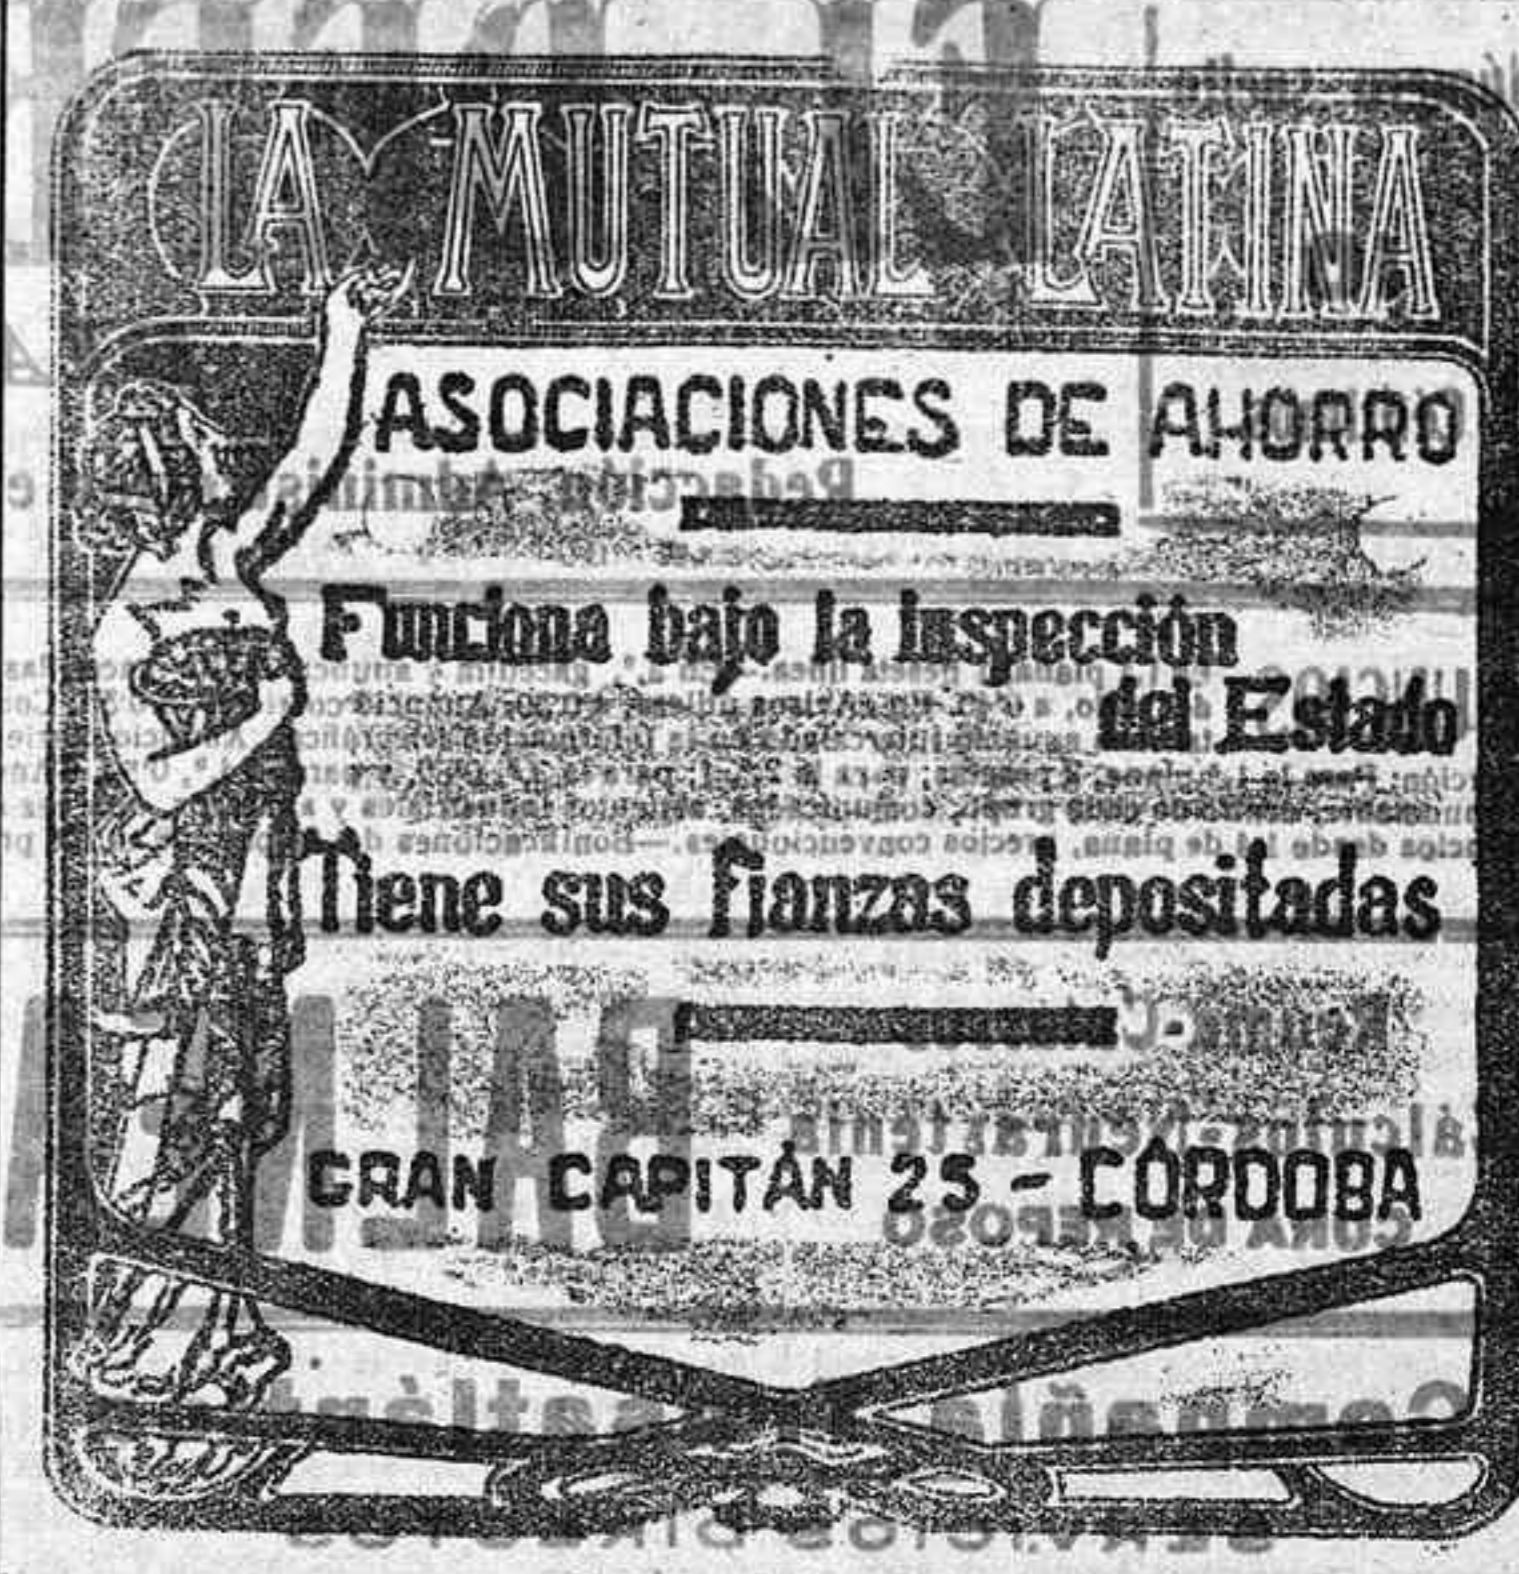 LA MUTUAL LATINA
ASOCIACIONES DE AHORRO
Funciona bajo la inspección
del Estado
Tiene sus fianzas depositadas
GRAN CAPITÁN 25 - CÓRDOBA